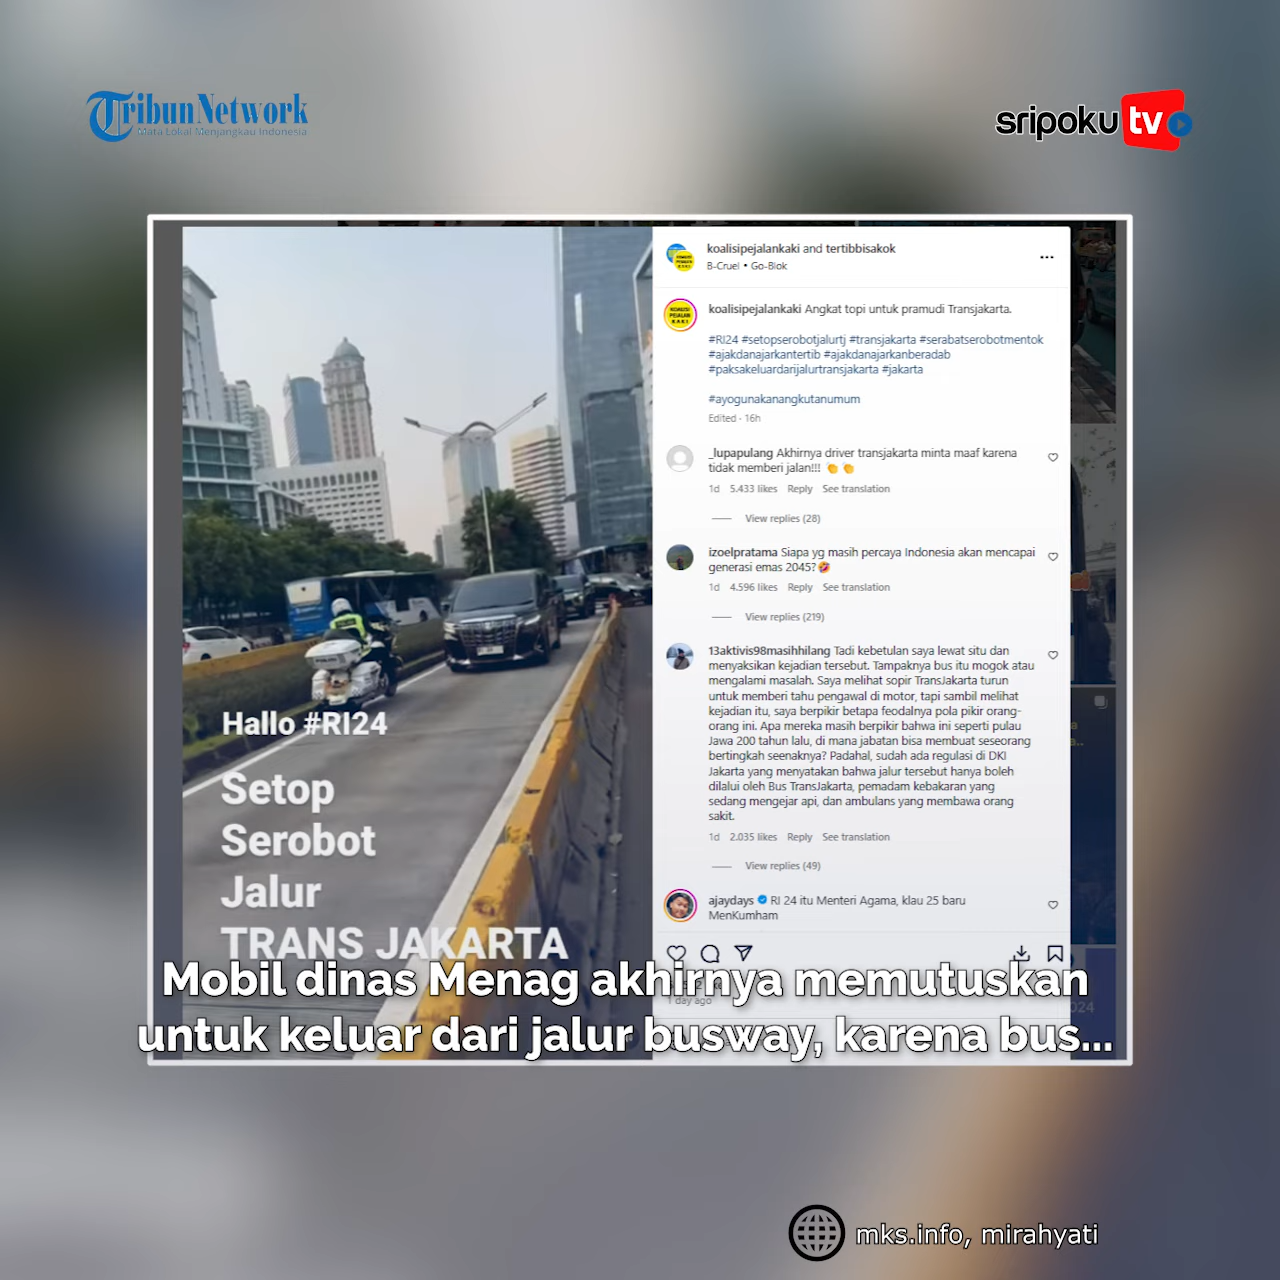 Tribun Network
Mata Lokal Menjangkau Indonesia
sripoku tv
koalisipejalankaki and tertibbisakok
B-Cruel • Go-Blok
koalisipejalankaki Angkat topi untuk pramudi Transjakarta.
#RI24 #setopserobotjalurtj #transjakarta #serabatserobotmentok
#ajakdanajarkantertib #ajakdanajarkanberadab
#paksakeluardarijalurtransjakarta #jakarta
#ayogunakanangkutanumum
Edited · 16h
_lupapulang Akhirnya driver transjakarta minta maaf karena
tidak memberi jalan!!! 👏 👏
1d 5.433 likes Reply See translation
View replies (28)
izoelpratama Siapa yg masih percaya Indonesia akan mencapai
generasi emas 2045?🤣
1d 4.596 likes Reply See translation
View replies (219)
13aktivis98masihhilang Tadi kebetulan saya lewat situ dan
menyaksikan kejadian tersebut. Tampaknya bus itu mogok atau
mengalami masalah. Saya melihat sopir TransJakarta turun
untuk memberi tahu pengawal di motor, tapi sambil melihat
kejadian itu, saya berpikir betapa feodalnya pola pikir orang-
orang ini. Apa mereka masih berpikir bahwa ini seperti pulau
Jawa 200 tahun lalu, di mana jabatan bisa membuat seseorang
bertingkah seenaknya? Padahal, sudah ada regulasi di DKI
Jakarta yang menyatakan bahwa jalur tersebut hanya boleh
dilalui oleh Bus TransJakarta, pemadam kebakaran yang
sedang mengejar api, dan ambulans yang membawa orang
sakit.
1d 2.035 likes Reply See translation
View replies (49)
ajaydays RI 24 itu Menteri Agama, klau 25 baru
MenKumham
1 day ago
Hallo #RI24
Setop
Serobot
Jalur
TRANS JAKARTA
Mobil dinas Menag akhirnya memutuskan
untuk keluar dari jalur busway, karena bus...
mks.info, mirahyati